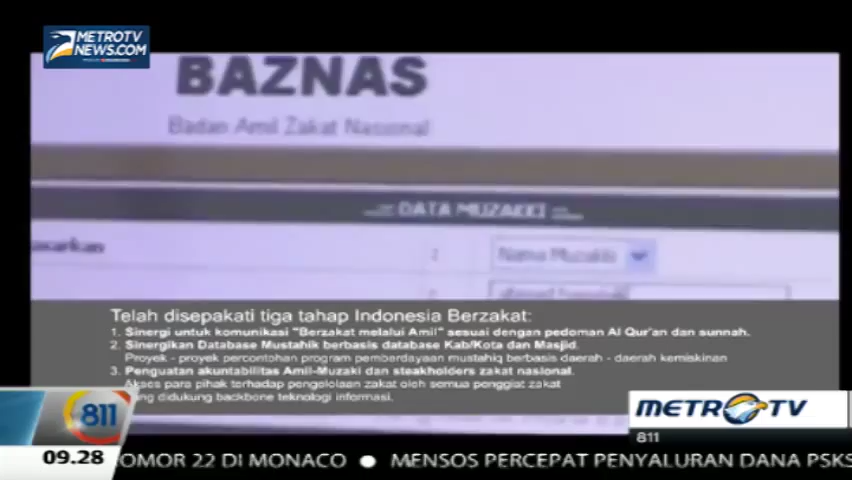 METROTV
NEWS.COM
BAZNAS
Badan Amil Zakat Nasional
DATA MUZAKKI
Nama Muzakki
Telah disepakati tiga tahap Indonesia Berzakat:
1. Sinergi untuk komunikasi "Berzakat melalui Amil" sesuai dengan pedoman Al Qur'an dan sunnah.
2. Sinergikan Database Mustahik berbasis database Kab/Kota dan Masjid.
Proyek - proyek percontohan program pemberdayaan mustahiq berbasis daerah - daerah kemiskinan
3. Penguatan akuntabilitas Amil-Muzaki dan steakholders zakat nasional.
Akses para pihak terhadap pengelolaan zakat oleh semua penggiat zakat
yang didukung backbone teknologi informasi.
811
METRO TV
811
09.28
OMOR 22 DI MONACO ● MENSOS PERCEPAT PENYALURAN DANA PSKS